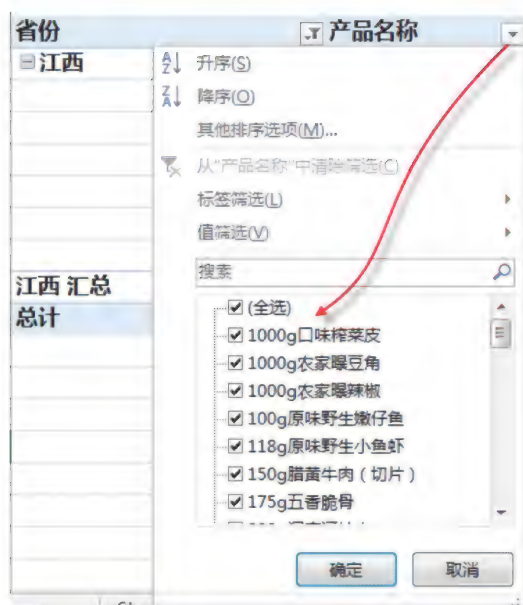 省份 产品名称
江西
升序(S)
降序(O)
其他排序选项(M)...
从"产品名称"中清除筛选(C)
标签筛选(L)
值筛选(V)
搜索
江西 汇总
(全选)
总计
1000g口味榨菜皮
1000g农家曝豆角
1000g农家曝辣椒
100g原味野生嫩仔鱼
118g原味野生小鱼虾
150g腊黄牛肉（切片）
175g五香脆骨
确定 取消